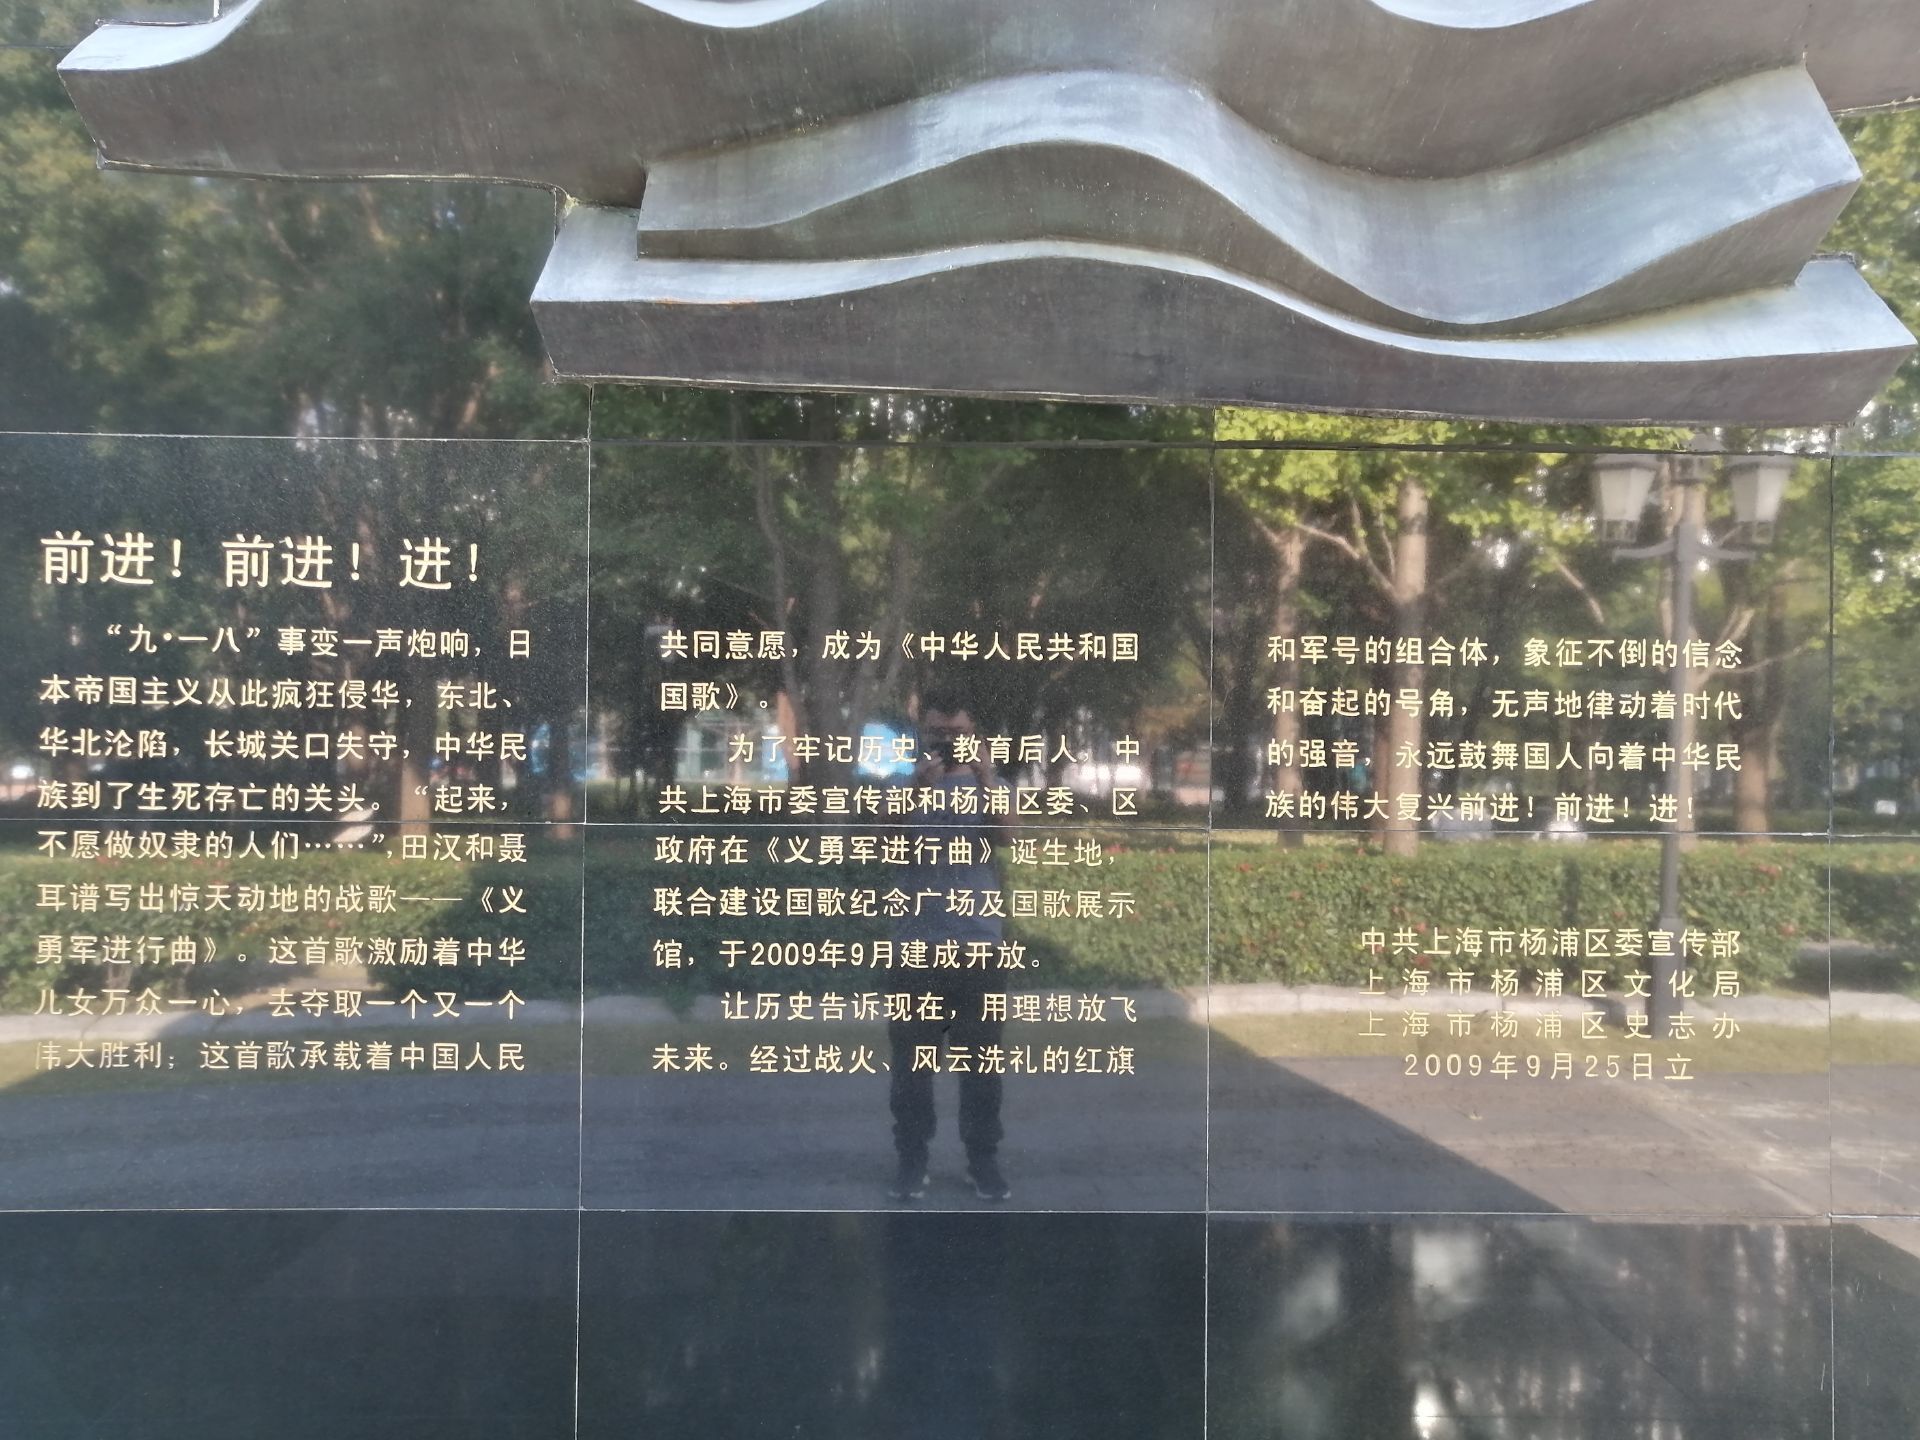 前进！前进！进！
“九·一八”事变一声炮响，日
本帝国主义从此疯狂侵华，东北、
华北沦陷，长城关口失守，中华民
族到了生死存亡的关头。“起来，
不愿做奴隶的人们……”，田汉和聂
耳谱写出惊天动地的战歌——《义
勇军进行曲》。这首歌激励着中华
儿女万众一心，去夺取一个又一个
伟大胜利；这首歌承载着中国人民
共同意愿，成为《中华人民共和国
国歌》。
为了牢记历史、教育后人，中
共上海市委宣传部和杨浦区委、区
政府在《义勇军进行曲》诞生地，
联合建设国歌纪念广场及国歌展示
馆，于2009年9月建成开放。
让历史告诉现在，用理想放飞
未来。经过战火、风云洗礼的红旗
和军号的组合体，象征不倒的信念
和奋起的号角，无声地律动着时代
的强音，永远鼓舞国人向着中华民
族的伟大复兴前进！前进！进！
中共上海市杨浦区委宣传部
上海市杨浦区文化局
上海市杨浦区史志办
2009年9月25日立